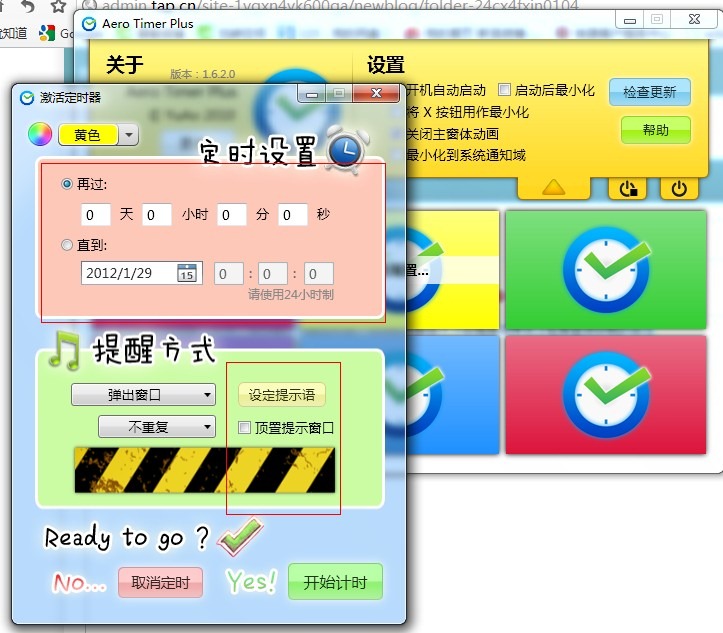 admin.tap.cn/site-1vgxn4vk600ga/newblog/folder-24cx4fxin0104
Aero Timer Plus
关于
设置
版本：1.6.2.0
Aero Timer Plus
开机自动启动
启动后最小化
检查更新
将 X 按钮用作最小化
关闭主窗体动画
帮助
最小化到系统通知域
激活定时器
黄色
定时设置
再过:
0 天 0 小时 0 分 0 秒
直到:
2012/1/29 15 0 : 0 : 0
请使用24小时制
提醒方式
弹出窗口
设定提示语
不重复
顶置提示窗口
Ready to go ?
No...
取消定时
Yes!
开始计时